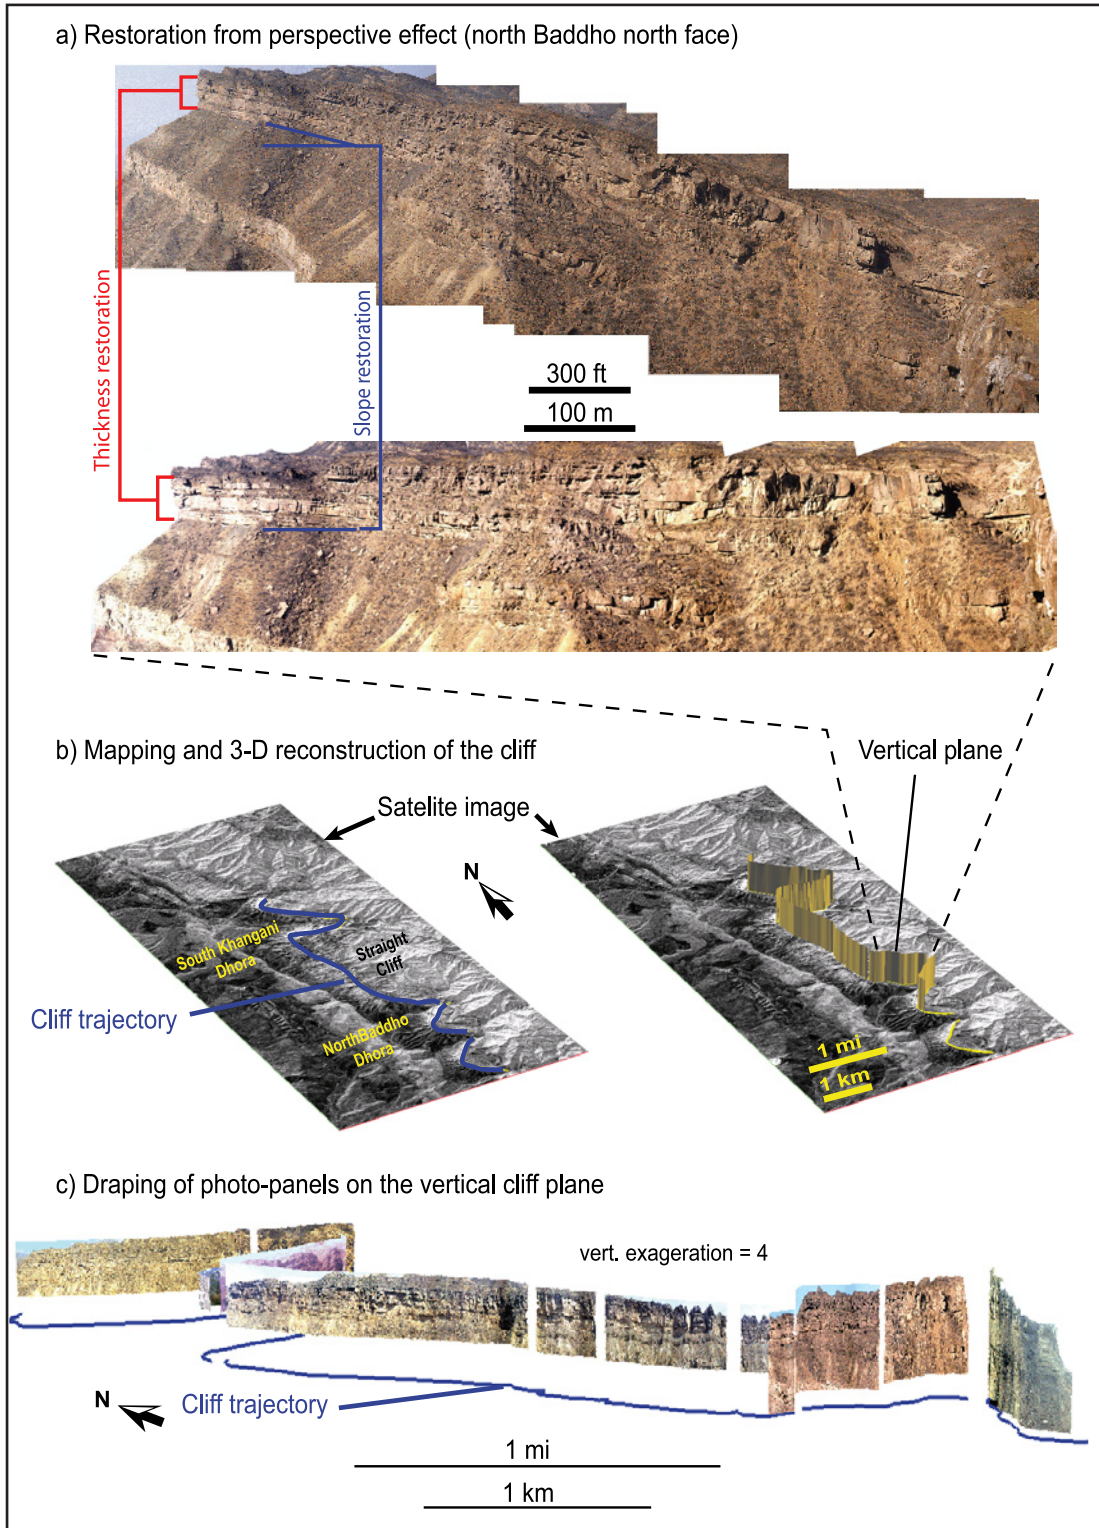 a) Restoration from perspective effect (north Baddho north face)
Thickness restoration
Slope restoration
300 ft
100 m
b) Mapping and 3-D reconstruction of the cliff
Vertical plane
Satelite image
N
South Khangani
Dhora
Straight
Cliff
Cliff trajectory
NorthBaddho
Dhora
1 mi
1 km
c) Draping of photo-panels on the vertical cliff plane
vert. exageration = 4
N
Cliff trajectory
1 mi
1 km